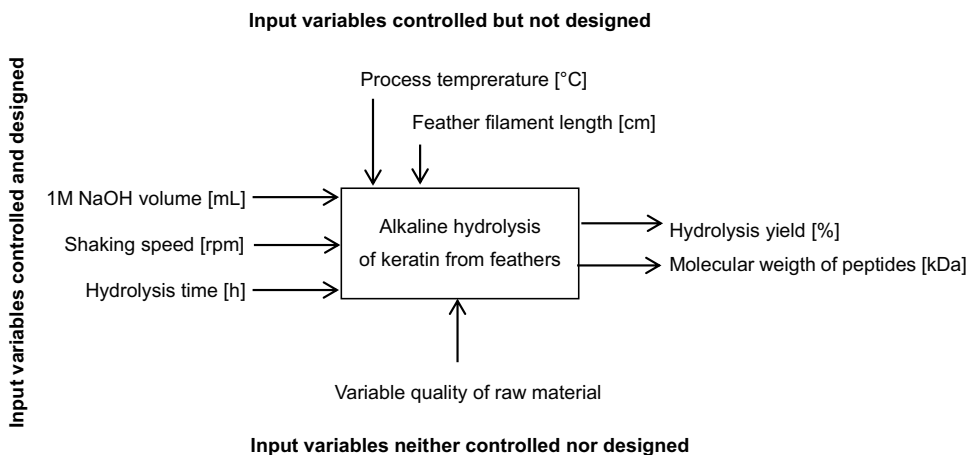 Input variables controlled but not designed
Input variables controlled and designed
Process temprerature [°C]
Feather filament length [cm]
1M NaOH volume [mL]
Shaking speed [rpm]
Hydrolysis time [h]
Alkaline hydrolysis
of keratin from feathers
Hydrolysis yield [%]
Molecular weigth of peptides [kDa]
Variable quality of raw material
Input variables neither controlled nor designed